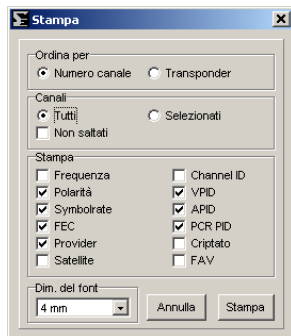 Stampa
Ordina per
Numero canale Transponder
Canali
Tutti Selezionati
Non saltati
Stampa
Frequenza Channel ID
Polarità VPID
Symbolrate APID
FEC PCR PID
Provider Criptato
Satellite FAV
Dim. del font
4 mm Annulla Stampa